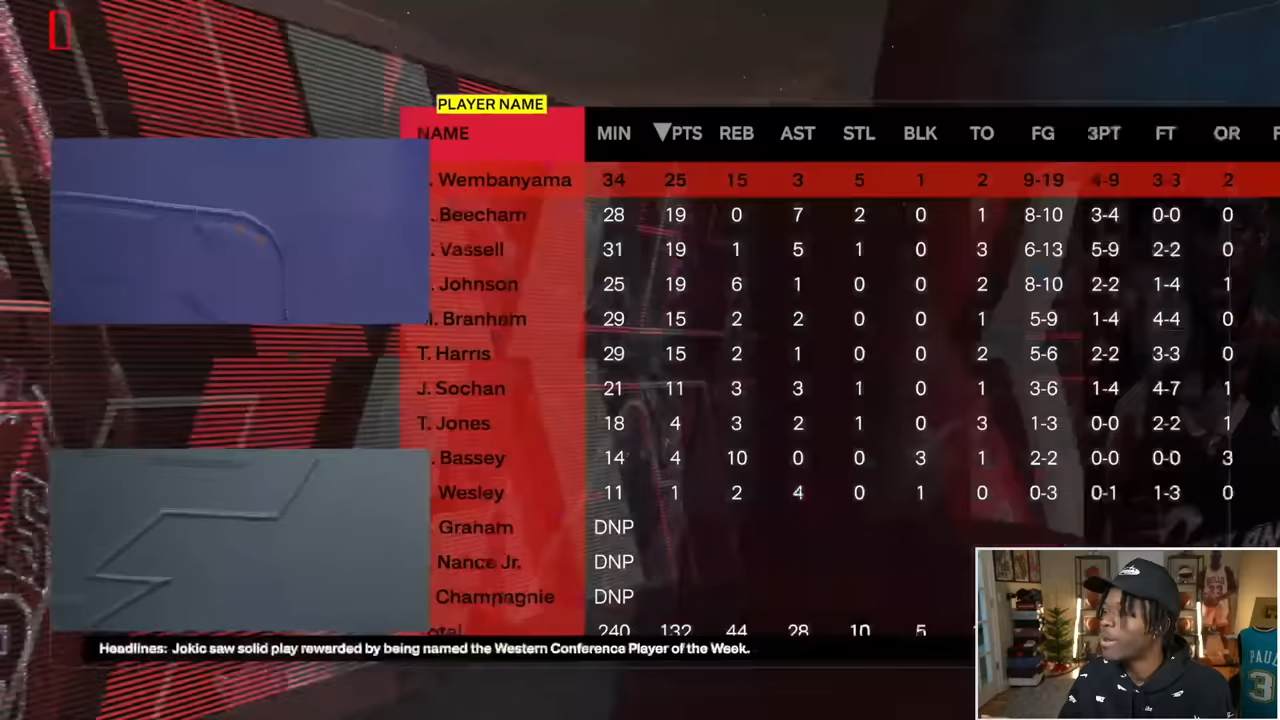 PLAYER NAME
NAME MIN ▼PTS REB AST STL BLK TO FG 3PT FT OR
. Wembanyama 34 25 15 3 5 1 2 9-19 4-9 3-3 2
. Beecham 28 19 0 7 2 0 1 8-10 3-4 0-0 0
. Vassell 31 19 1 5 1 0 3 6-13 5-9 2-2 0
. Johnson 25 19 6 1 0 0 2 8-10 2-2 1-4 1
. Branham 29 15 2 2 0 0 1 5-9 1-4 4-4 0
T. Harris 29 15 2 1 0 0 2 5-6 2-2 3-3 0
J. Sochan 21 11 3 3 1 0 1 3-6 1-4 4-7 1
T. Jones 18 4 3 2 1 0 3 1-3 0-0 2-2 1
. Bassey 14 4 10 0 0 3 1 2-2 0-0 0-0 3
Wesley 11 1 2 4 0 1 0 0-3 0-1 1-3 0
Graham DNP
Nance Jr. DNP
Champagnie DNP
otal 240 132 44 28 10 5
Headlines: Jokic saw solid play rewarded by being named the Western Conference Player of the Week.
BULLS
PAUL
3